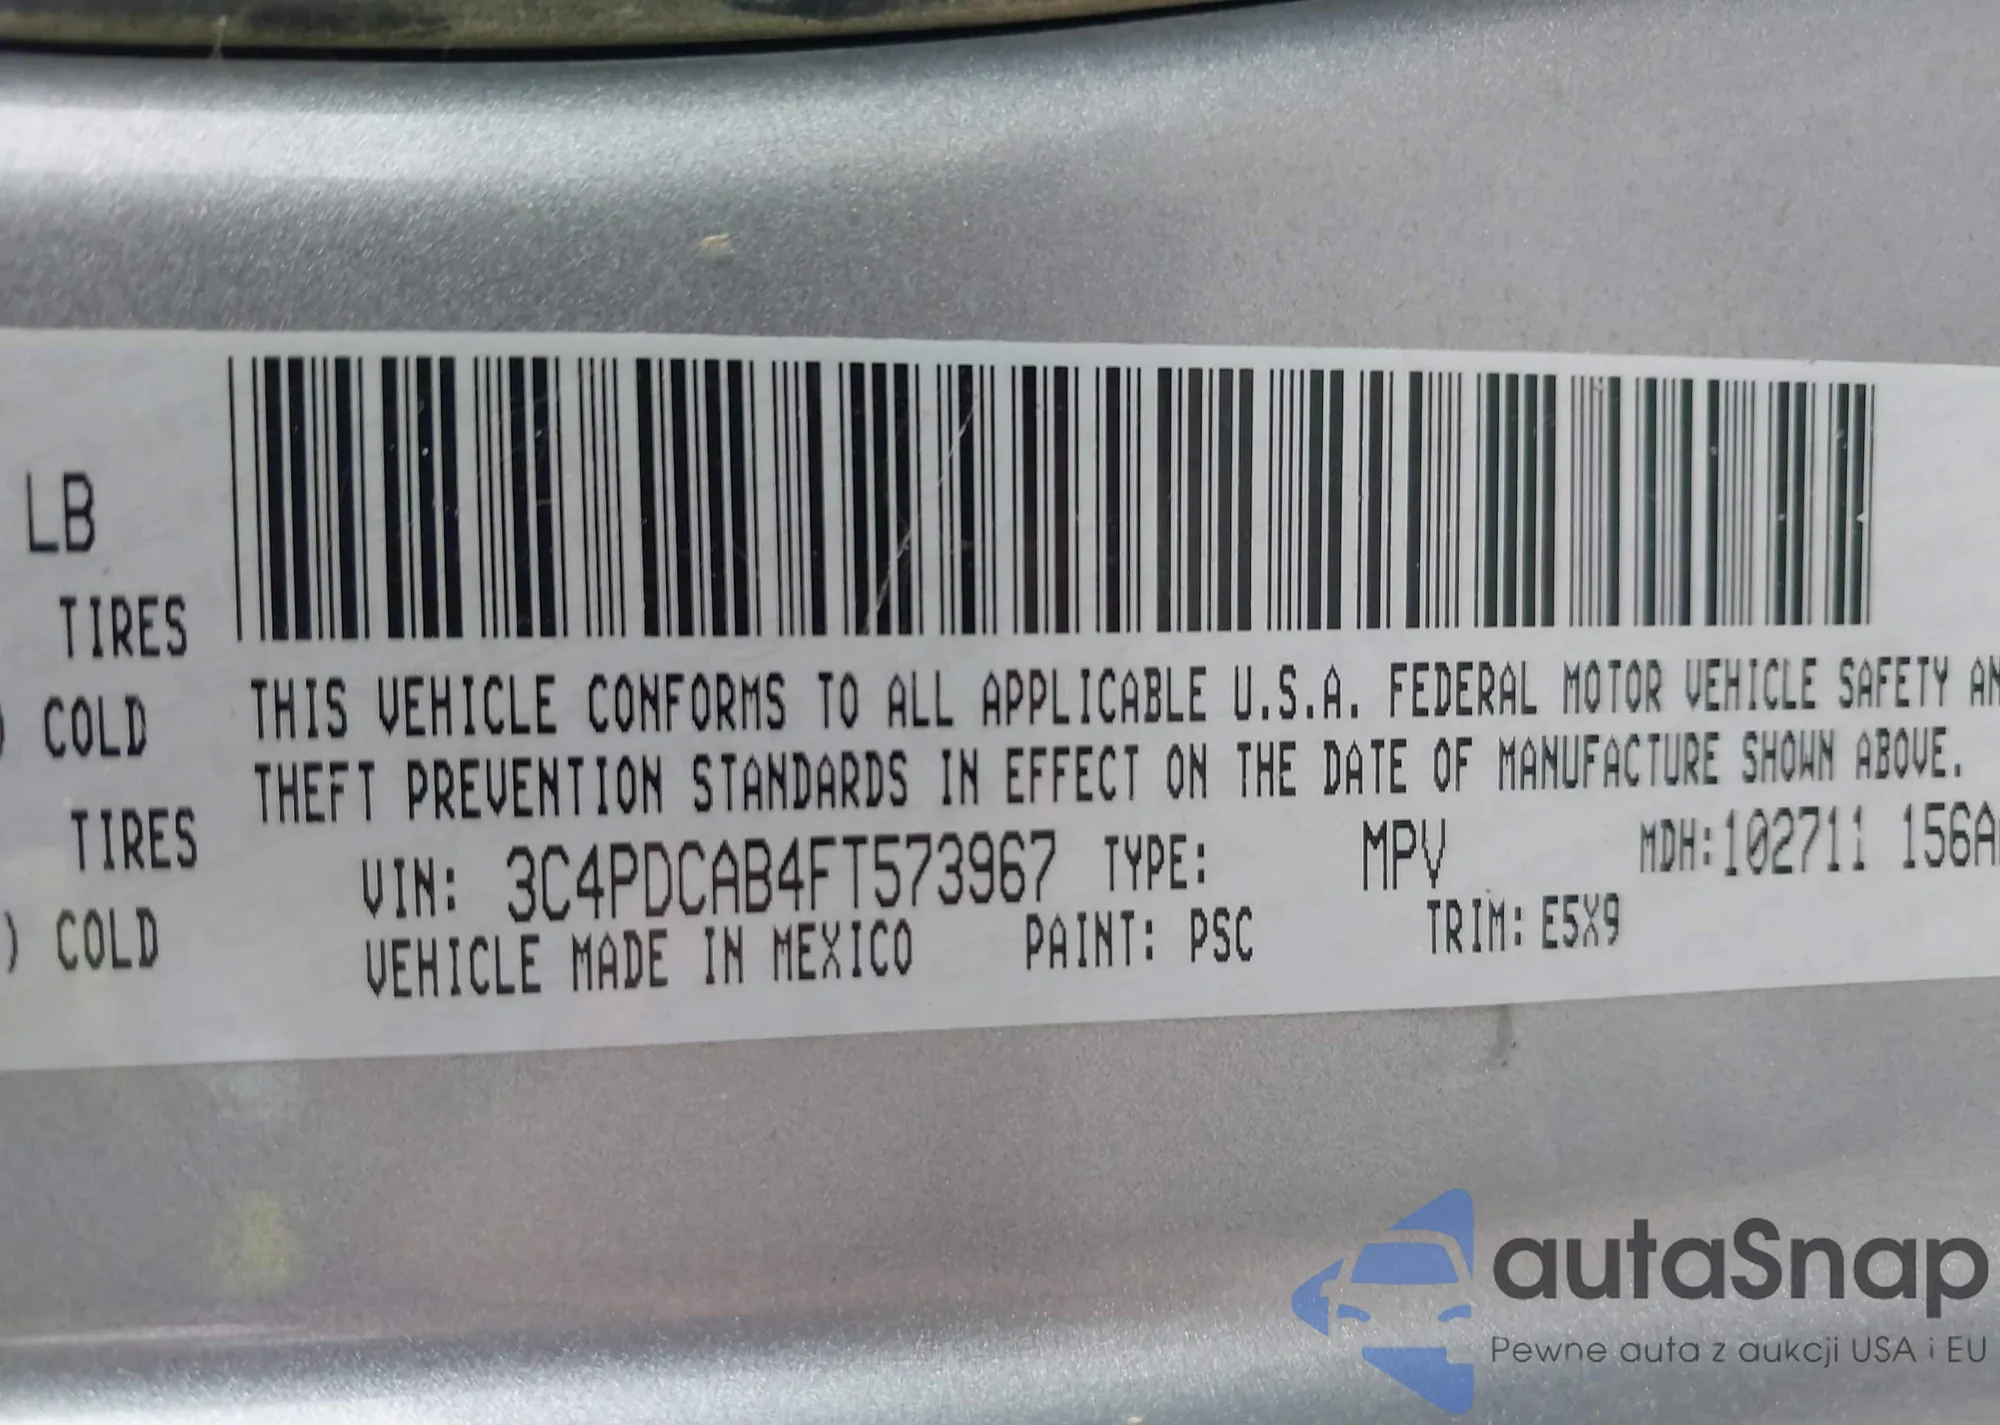 LB
TIRES
) COLD
TIRES
) COLD
THIS VEHICLE CONFORMS TO ALL APPLICABLE U.S.A. FEDERAL MOTOR VEHICLE SAFETY AN
THEFT PREVENTION STANDARDS IN EFFECT ON THE DATE OF MANUFACTURE SHOWN ABOVE.
VIN: 3C4PDCAB4FT573967 TYPE: MPV MDH:102711 156A
VEHICLE MADE IN MEXICO PAINT: PSC TRIM: E5X9
autaSnap
Pewne auta z aukcji USA i EU